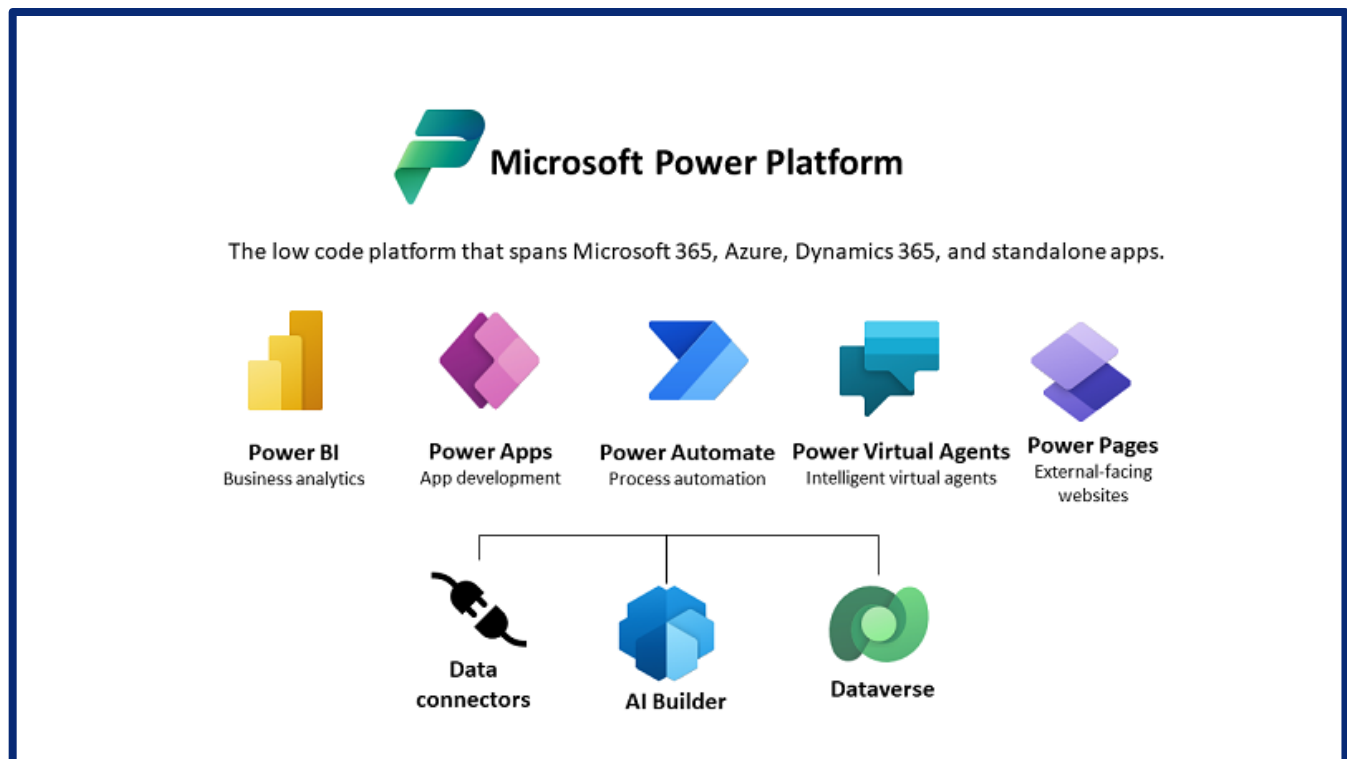 Microsoft Power Platform
The low code platform that spans Microsoft 365, Azure, Dynamics 365, and standalone apps.
Power BI
Business analytics
Power Apps
App development
Power Automate
Process automation
Power Virtual Agents
Intelligent virtual agents
Power Pages
External-facing
websites
Data
connectors
AI Builder
Dataverse